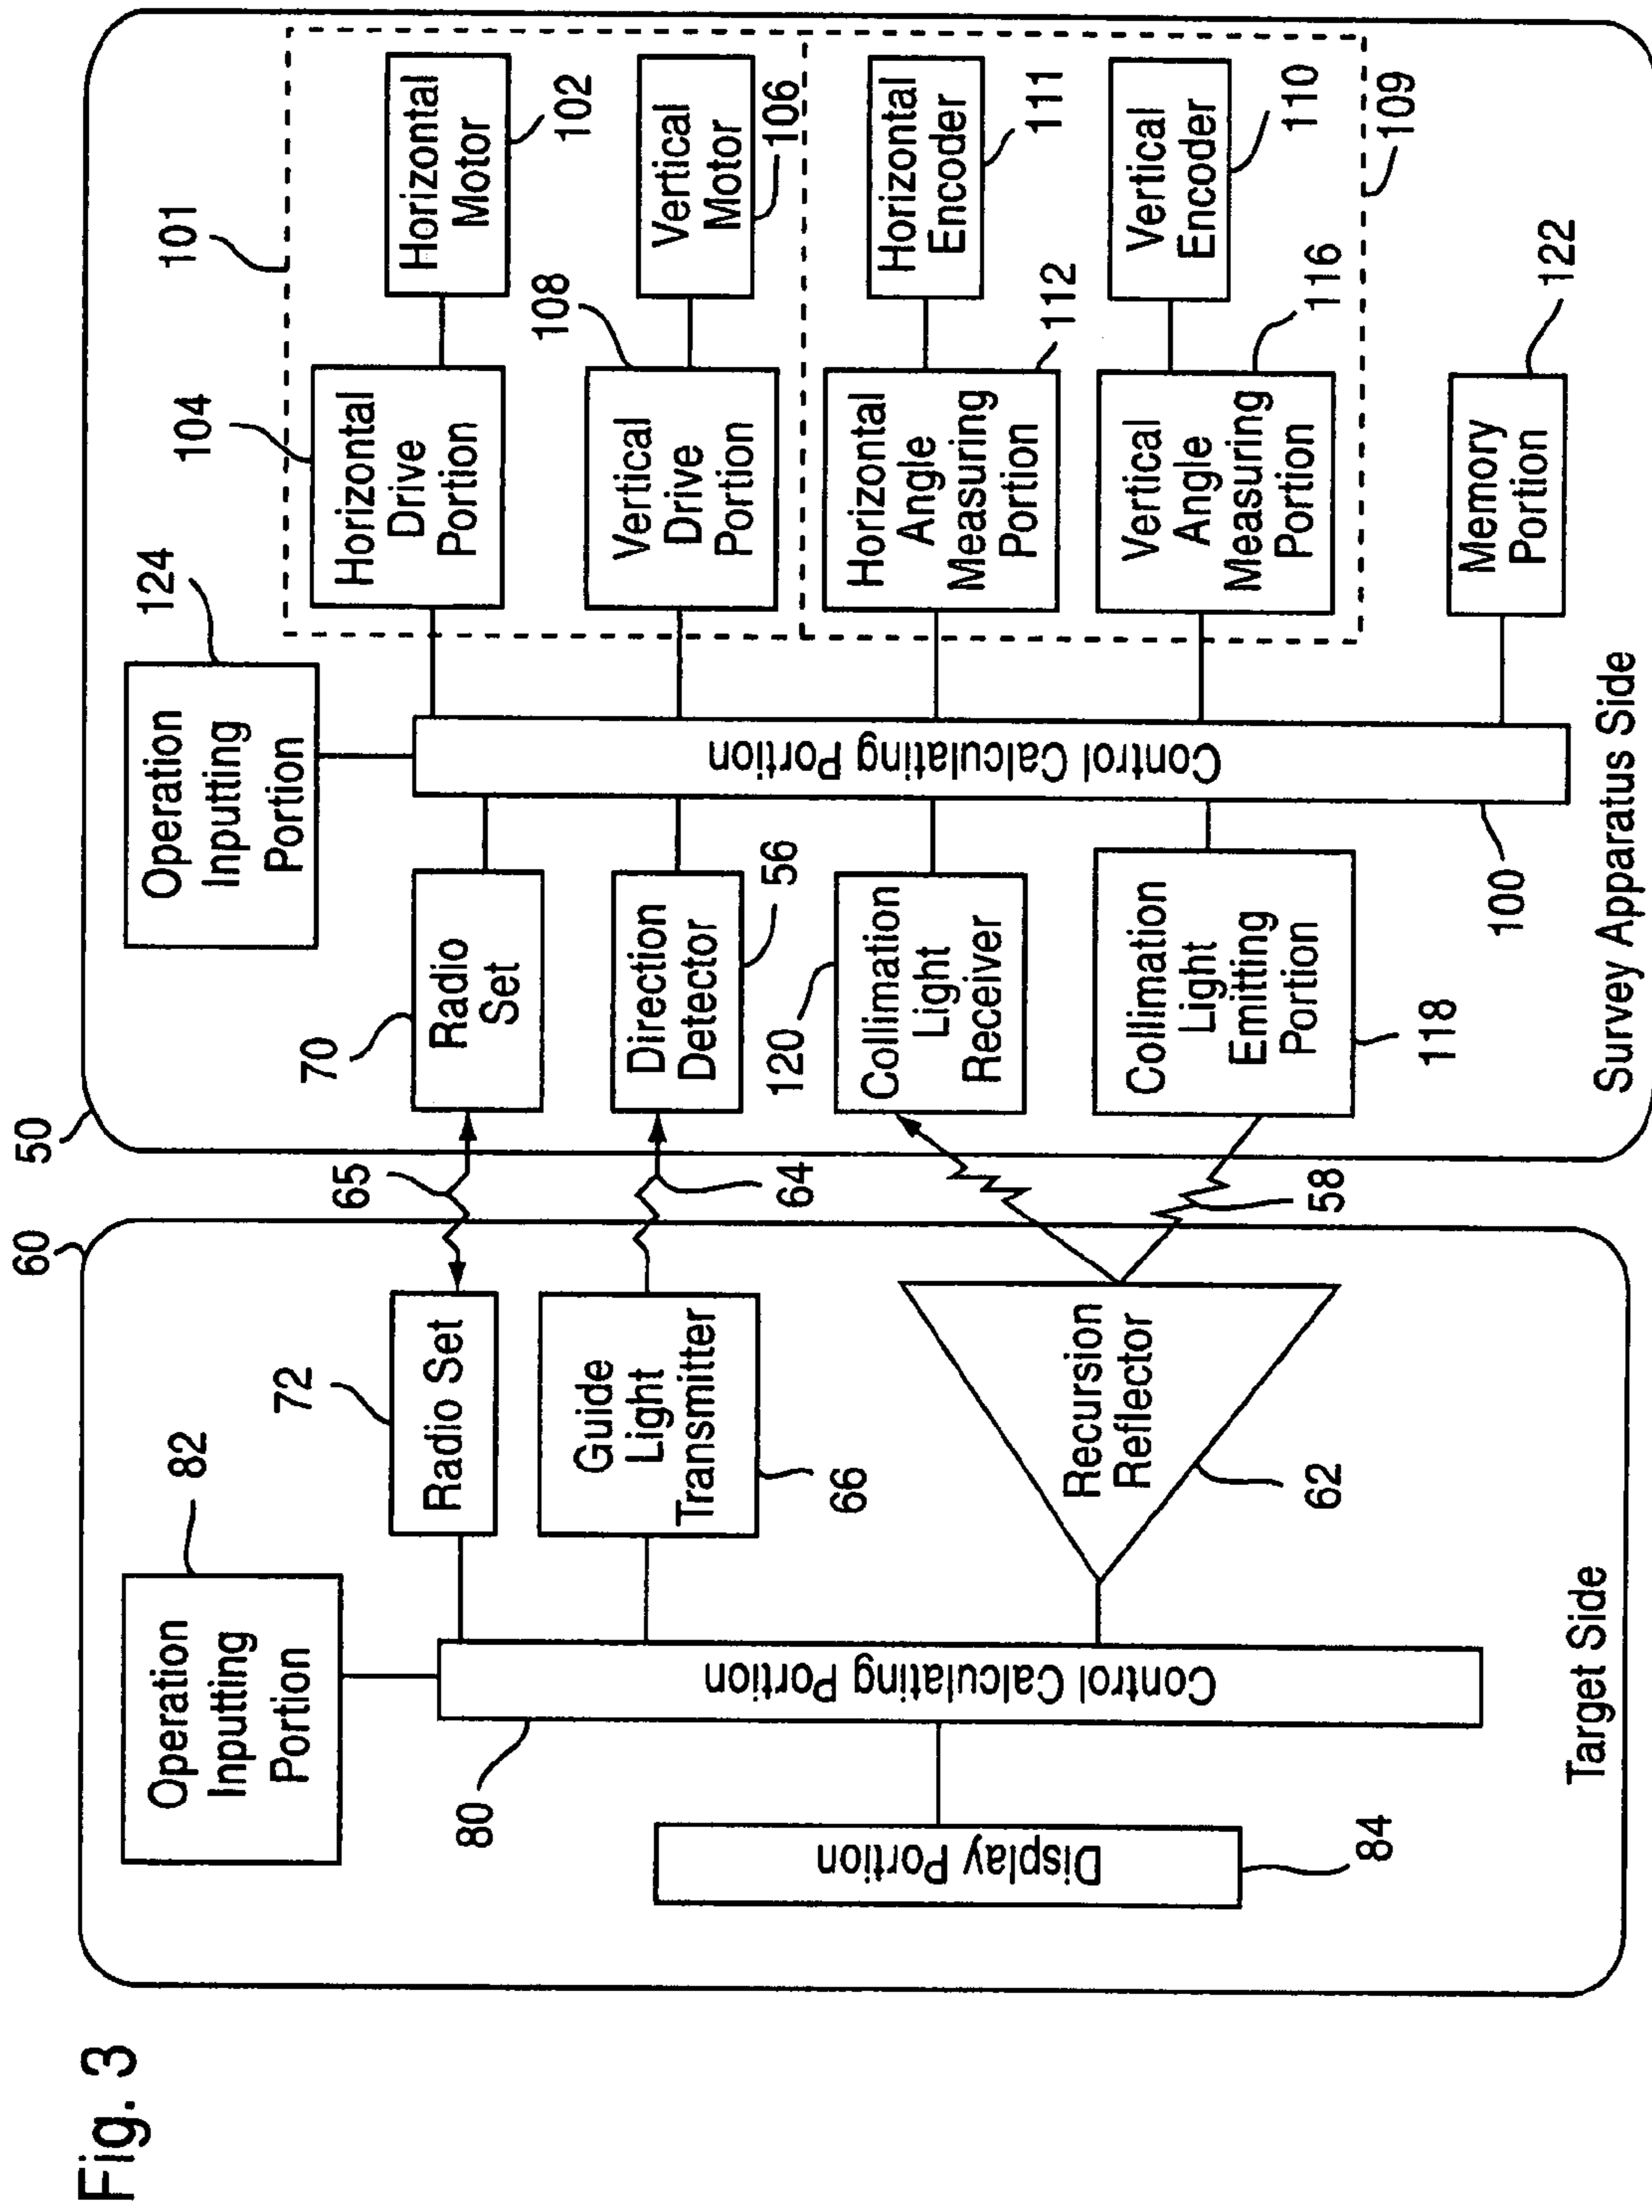 Fig. 3
60
82
Operation
Inputting
Portion
72
Radio Set
Guide
Light
Transmitter
66
Recursion
Reflector
62
Control Calculating Portion
80
Display Portion
84
Target Side
65
64
58
50
124
Operation
Inputting
Portion
70
Radio
Set
Direction
Detector
56
120
Collimation
Light
Receiver
Collimation
Light
Emitting
Portion
118
Control Calculating Portion
100
101
104
Horizontal
Drive
Portion
Horizontal
Motor
102
108
Vertical
Drive
Portion
Vertical
Motor
106
Horizontal
Angle
Measuring
Portion
112
Horizontal
Encoder
111
Vertical
Angle
Measuring
Portion
116
Vertical
Encoder
110
109
Memory
Portion
122
Survey Apparatus Side